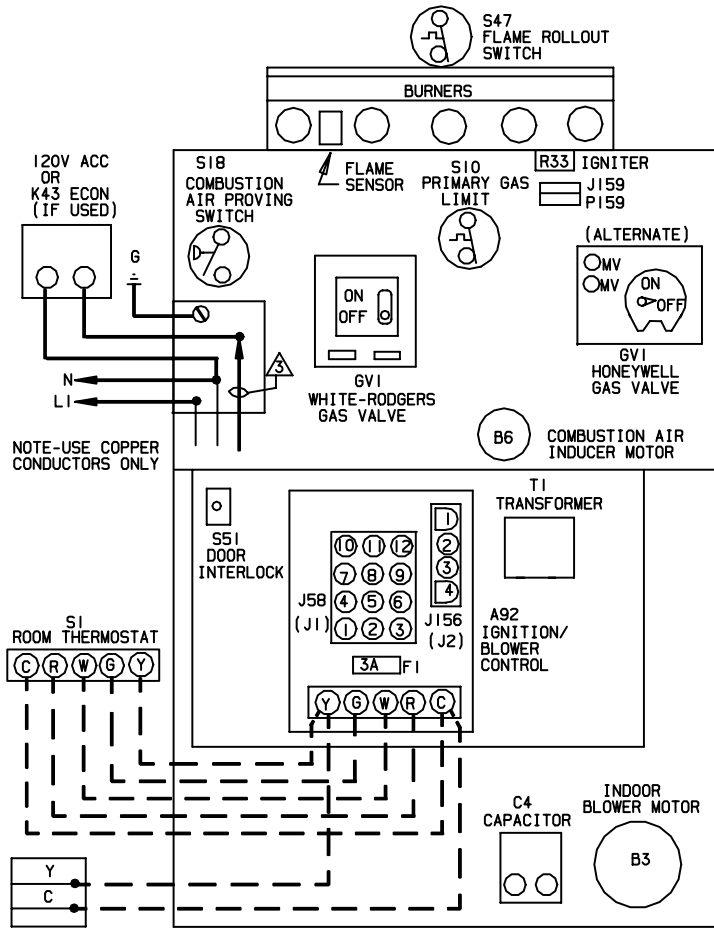 S47
FLAME ROLLOUT
SWITCH
BURNERS
120V ACC
OR
K43 ECON
(IF USED)
S18
COMBUSTION
AIR PROVING
SWITCH
FLAME
SENSOR
S10
PRIMARY GAS
LIMIT
R33 IGNITER
J159
P159
(ALTERNATE)
MV
MV
ON
OFF
G
ON
OFF
GV1
HONEYWELL
GAS VALVE
3
GV1
WHITE-RODGERS
GAS VALVE
N
L1
B6
COMBUSTION AIR
INDUCER MOTOR
NOTE-USE COPPER
CONDUCTORS ONLY
T1
TRANSFORMER
S51
DOOR
INTERLOCK
10 11 12
7 8 9
4 5 6
1 2 3
1
2
3
4
J58
(J1)
J156
(J2)
A92
IGNITION/
BLOWER
CONTROL
3A F1
S1
ROOM THERMOSTAT
C R W G Y
Y G W R C
C4
CAPACITOR
INDOOR
BLOWER MOTOR
B3
Y
C